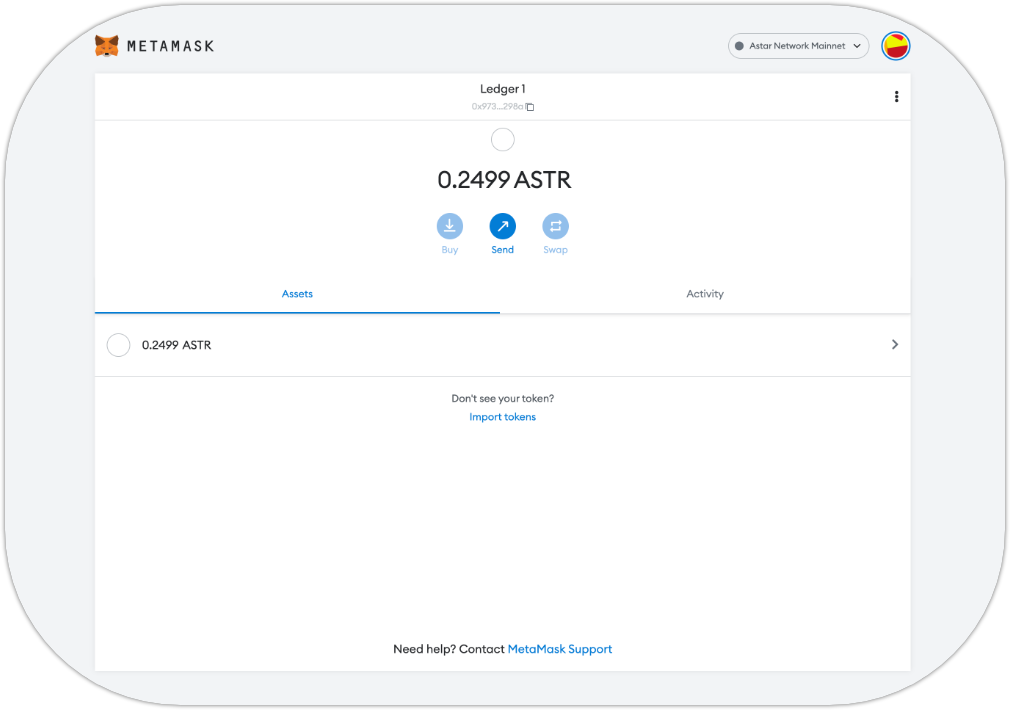 METAMASK
Astar Network Mainnet
Ledger 1
0x973...298a
0.2499 ASTR
Buy Send Swap
Assets Activity
0.2499 ASTR
Don't see your token?
Import tokens
Need help? Contact MetaMask Support